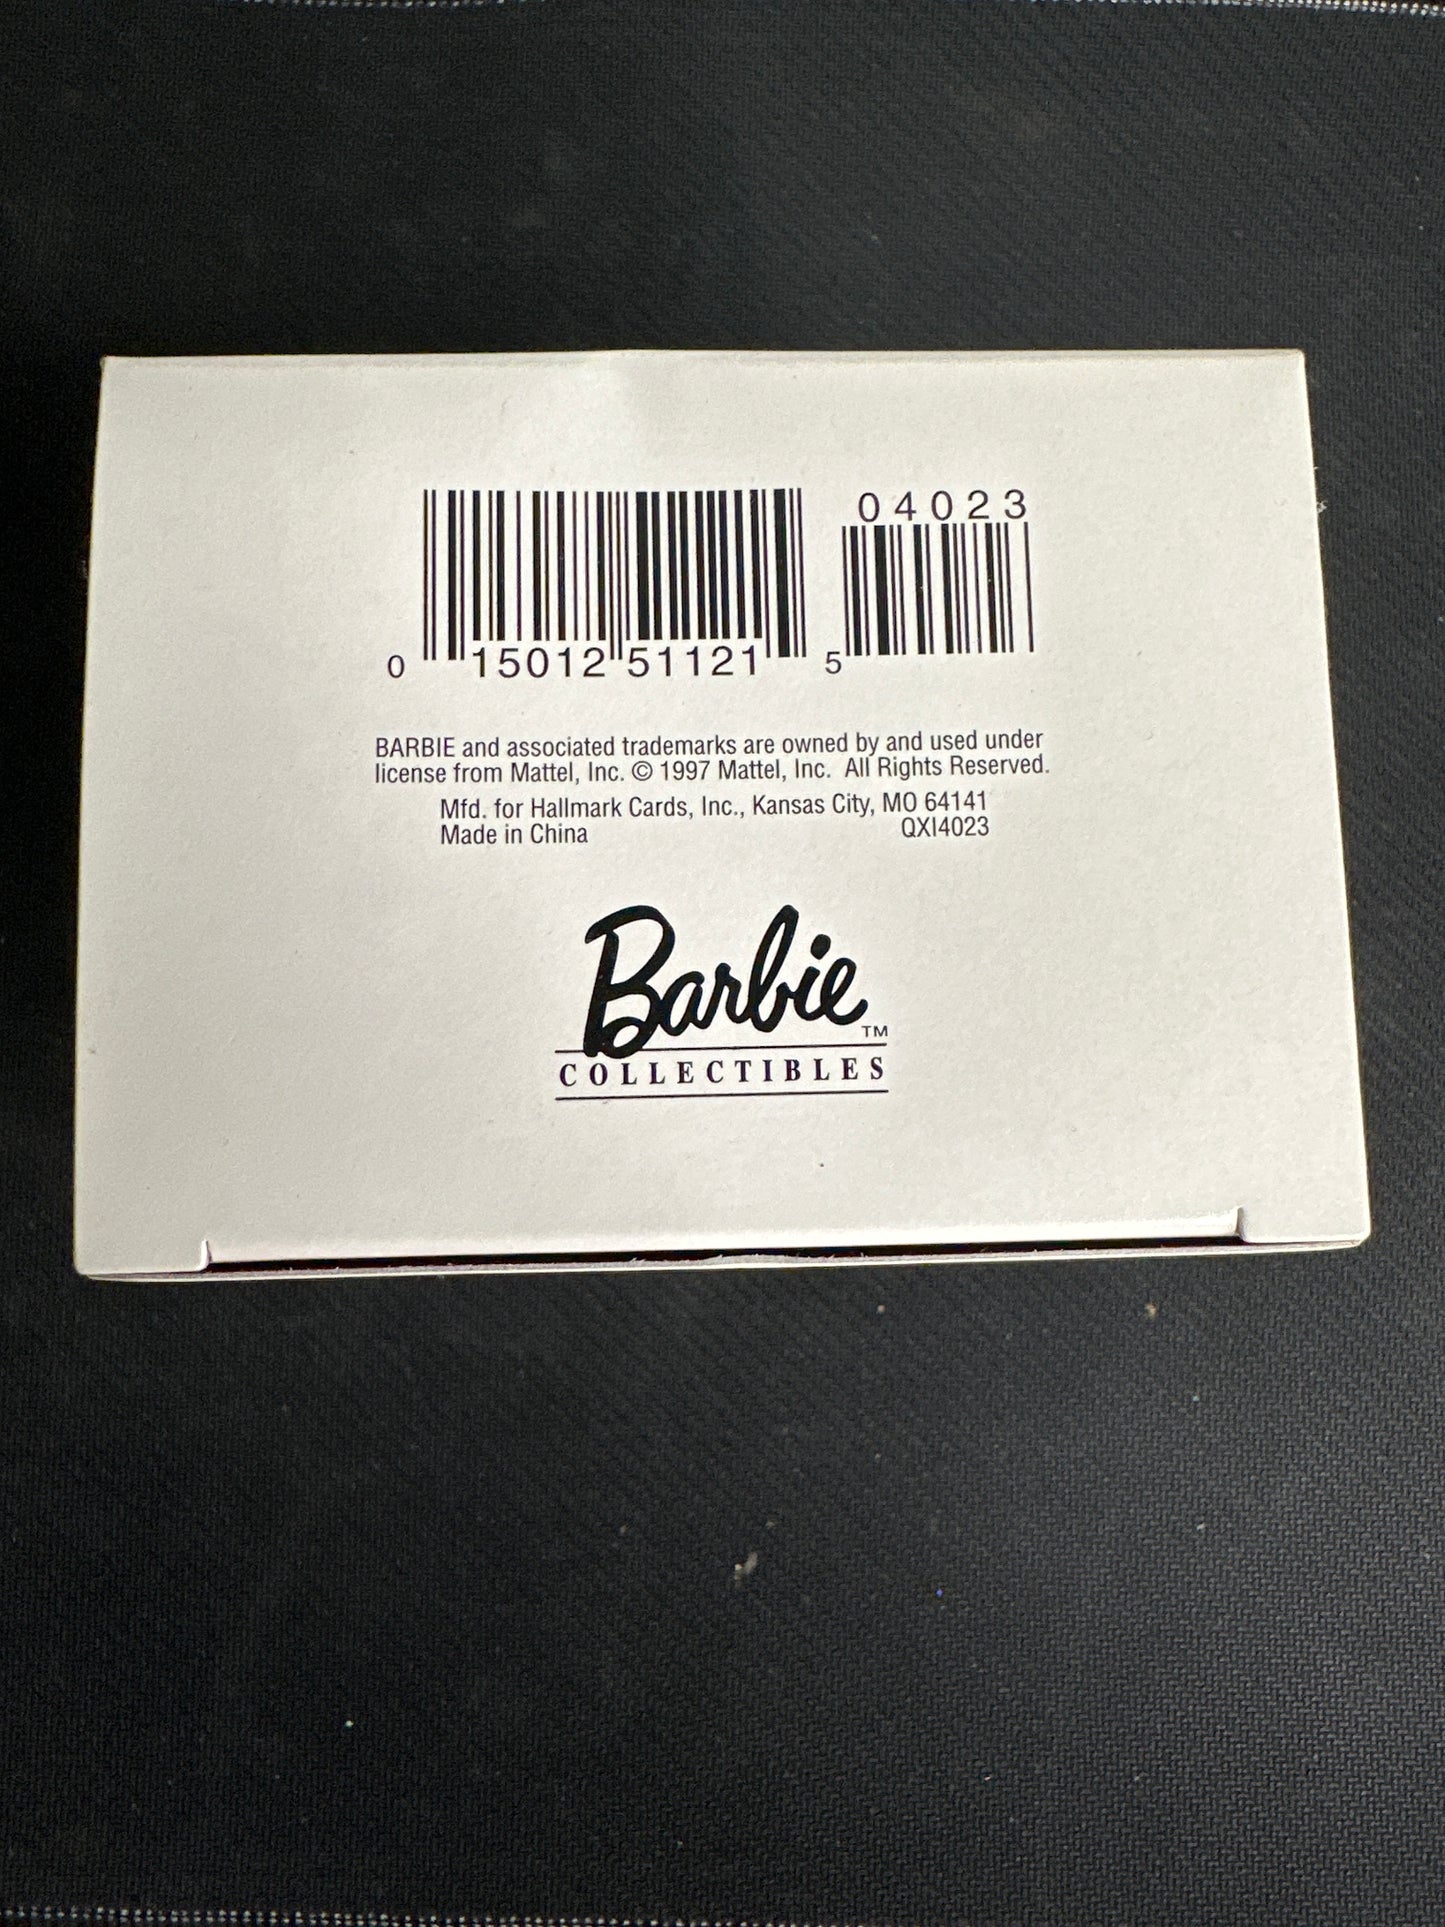 04023
0 15012 51121 5
BARBIE and associated trademarks are owned by and used under
license from Mattel, Inc. © 1997 Mattel, Inc. All Rights Reserved.
Mfd. for Hallmark Cards, Inc., Kansas City, MO 64141
Made in China QXI4023
Barbie™
COLLECTIBLES